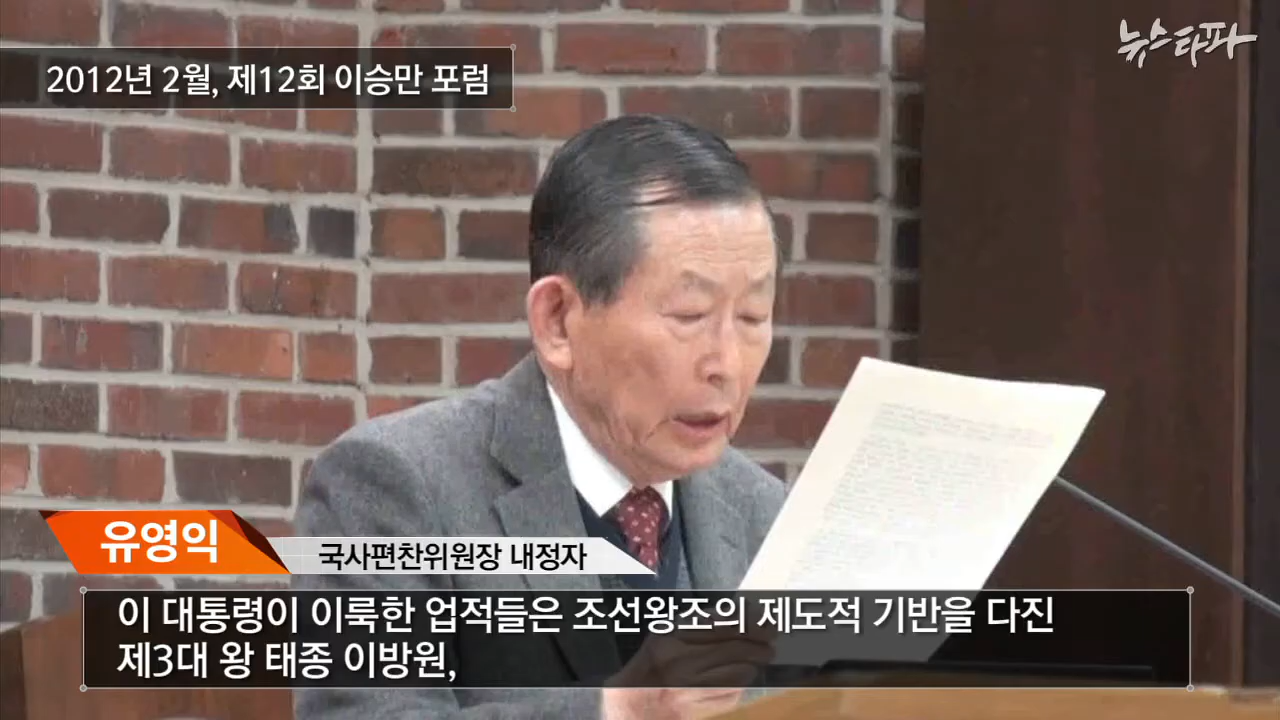 뉴스타파
2012년 2월, 제12회 이승만 포럼
유영익
국사편찬위원장 내정자
이 대통령이 이룩한 업적들은 조선왕조의 제도적 기반을 다진
제3대 왕 태종 이방원,